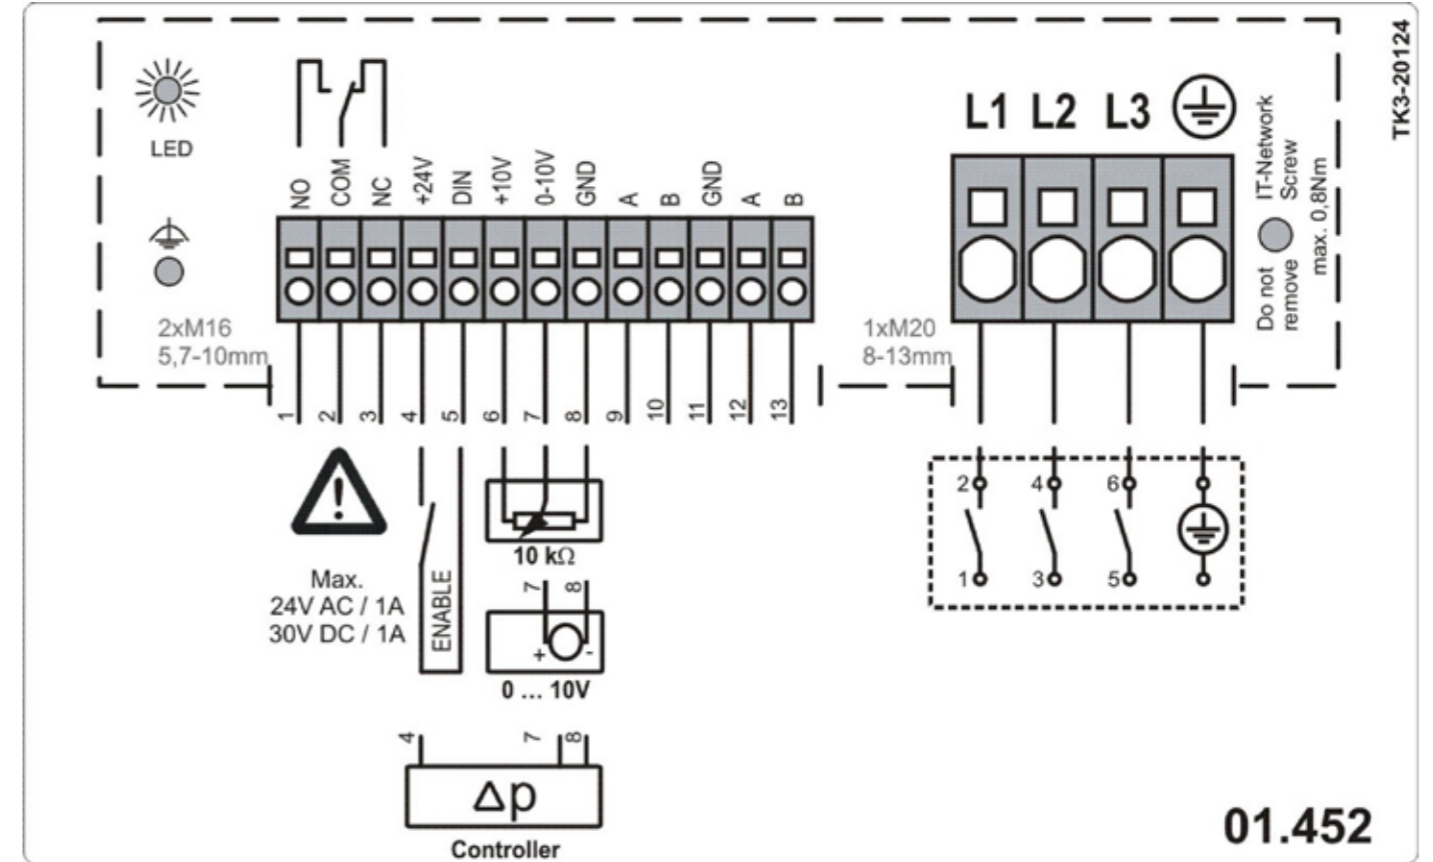 TK3-20124
LED
NO
COM
NC
+24V
DIN
+10V
0-10V
GND
A
B
GND
A
B
L1 L2 L3
IT-Network
Screw
Do not
remove
max. 0,8Nm
2xM16
5,7-10mm
1xM20
8-13mm
1
2
3
4
5
6
7
8
9
10
11
12
13
!
Max.
24V AC / 1A
30V DC / 1A
ENABLE
10 kΩ
7 8
+ -
0 ... 10V
4 7 8
Δp
Controller
2 4 6
1 3 5
01.452